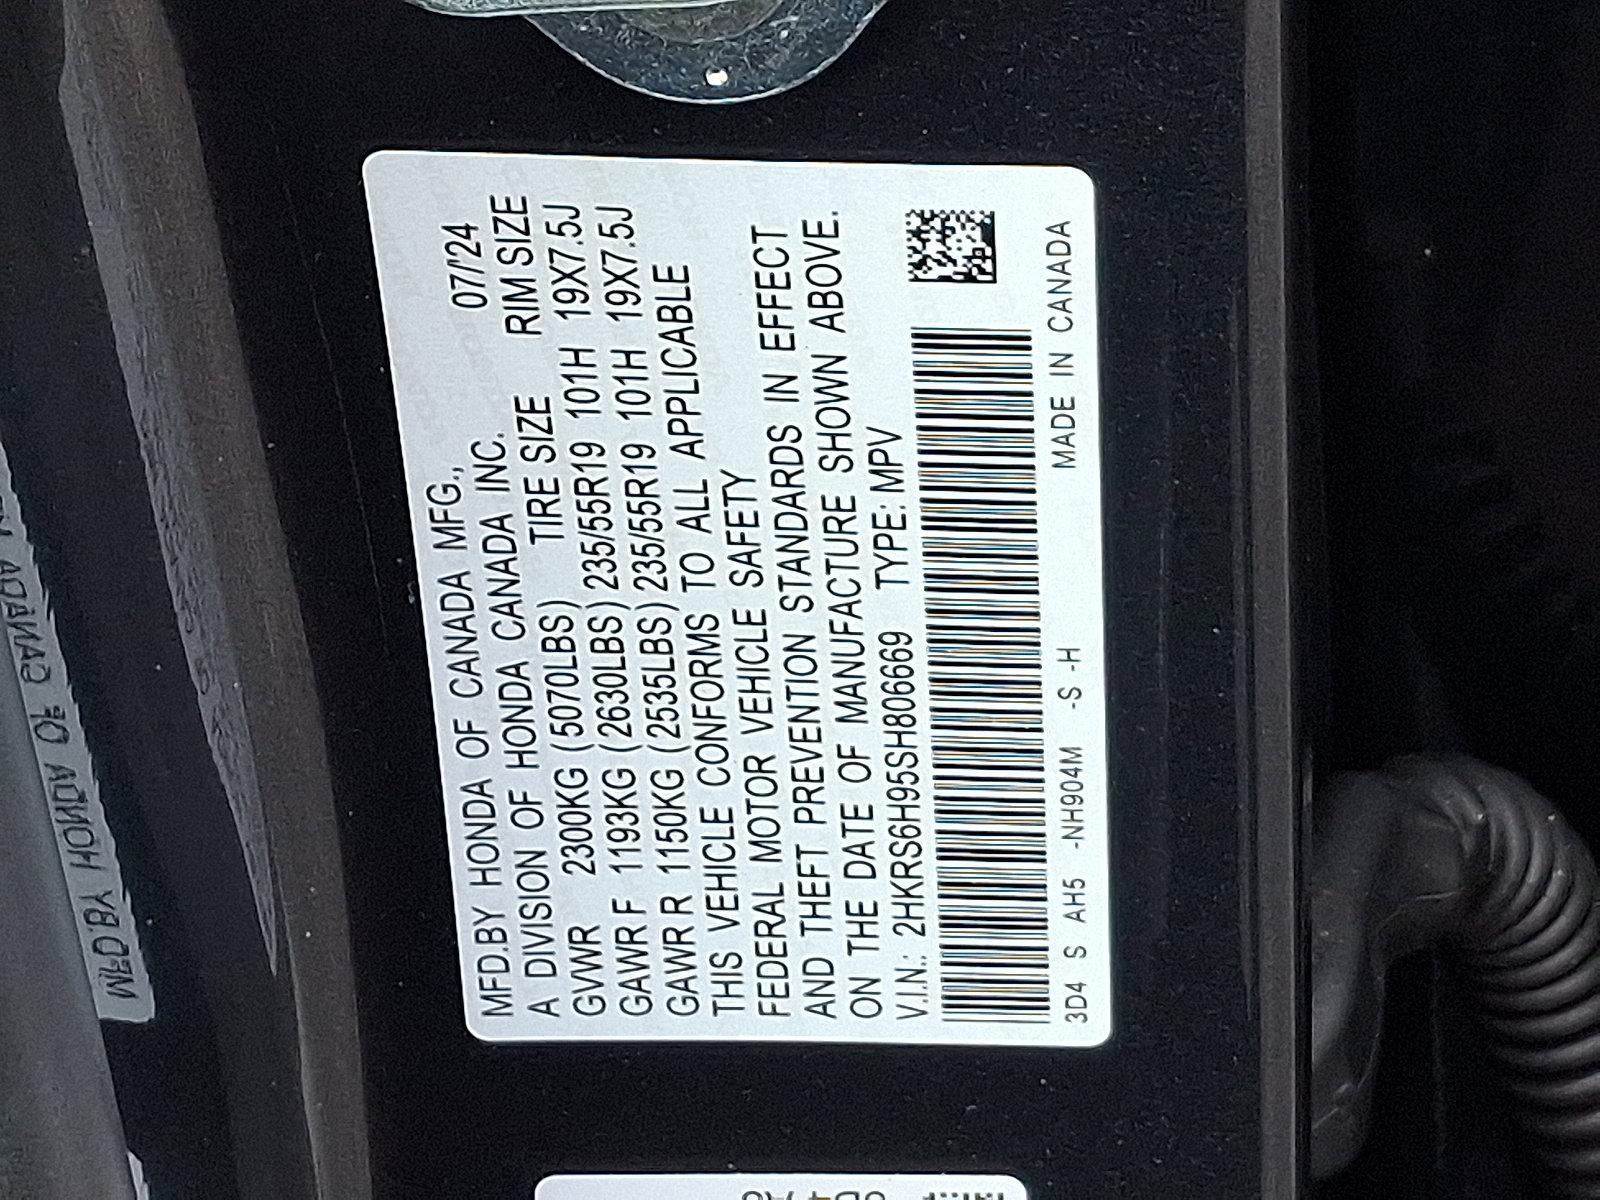 MFD.BY HONDA OF CANADA MFG., 07/'24
A DIVISION OF HONDA CANADA INC.
TIRE SIZE RIM SIZE
GVWR 2300KG (5070LBS)
GAWR F 1193KG (2630LBS) 235/55R19 101H 19X7.5J
GAWR R 1150KG (2535LBS) 235/55R19 101H 19X7.5J
THIS VEHICLE CONFORMS TO ALL APPLICABLE
FEDERAL MOTOR VEHICLE SAFETY
AND THEFT PREVENTION STANDARDS IN EFFECT
ON THE DATE OF MANUFACTURE SHOWN ABOVE.
V.I.N.: 2HKRS6H95SH806669 TYPE: MPV
3D4 S AH5 -NH904M -S -H MADE IN CANADA
MFD.BY HONDA OF CANADA